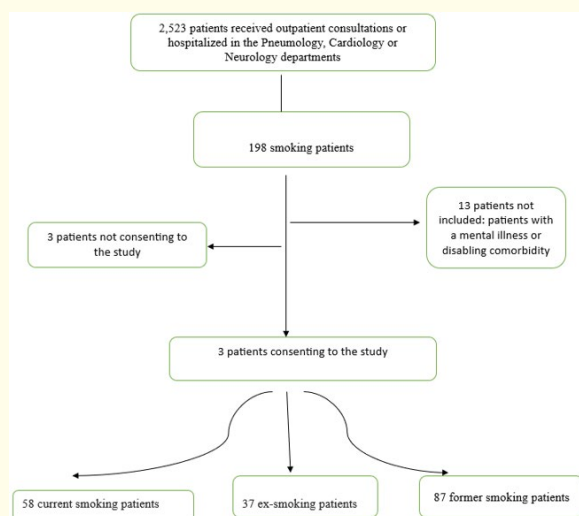 2,523 patients received outpatient consultations or
hospitalized in the Pneumology, Cardiology or
Neurology departments
198 smoking patients
13 patients not
included: patients with
a mental illness or
disabling comorbidity
3 patients not consenting to
the study
3 patients consenting to the study
58 current smoking patients
37 ex-smoking patients
87 former smoking patients